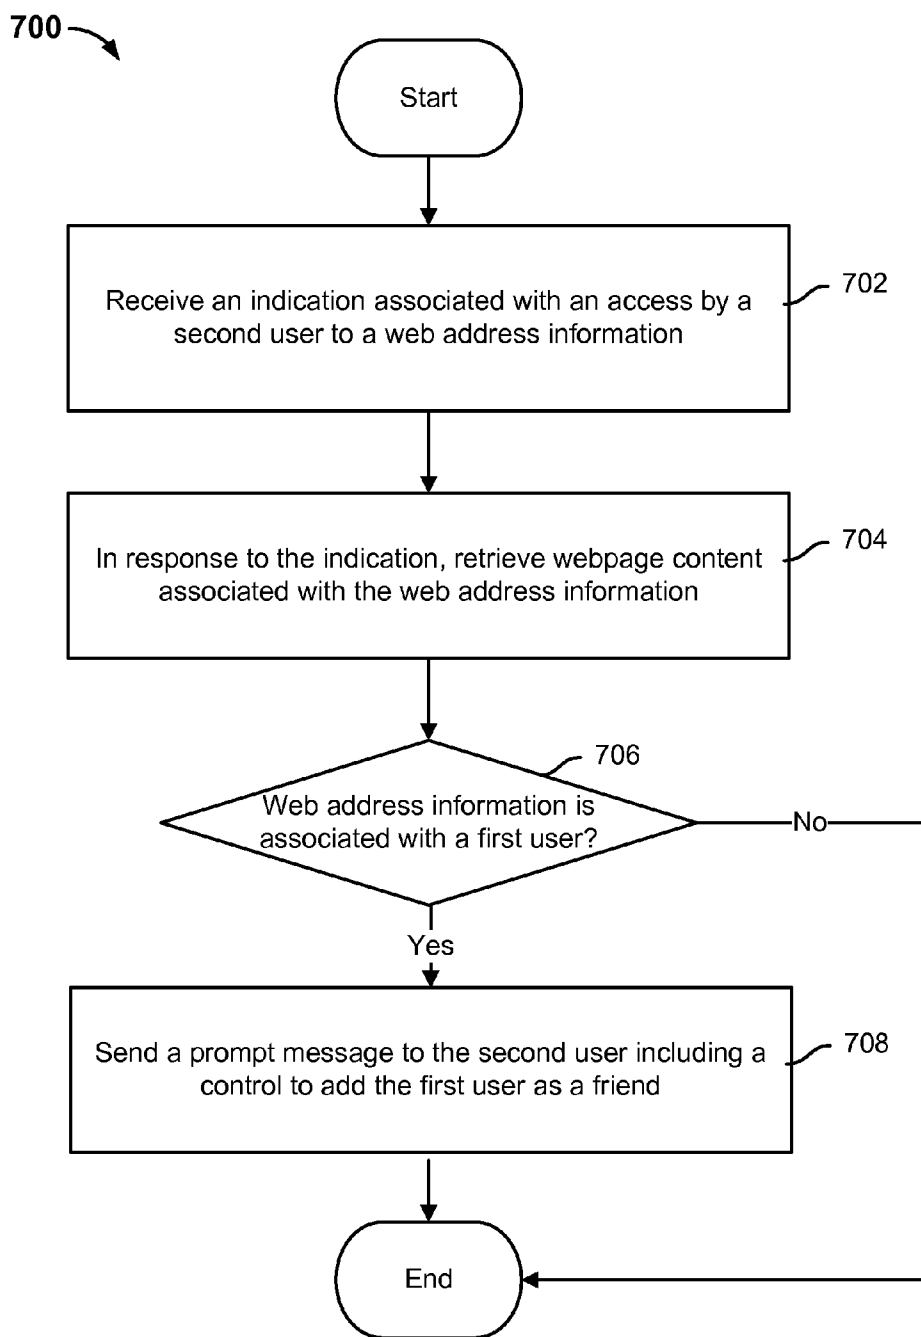 700
Start
Receive an indication associated with an access by a
second user to a web address information
702
In response to the indication, retrieve webpage content
associated with the web address information
704
706
Web address information is
associated with a first user?
No
Yes
Send a prompt message to the second user including a
control to add the first user as a friend
708
End